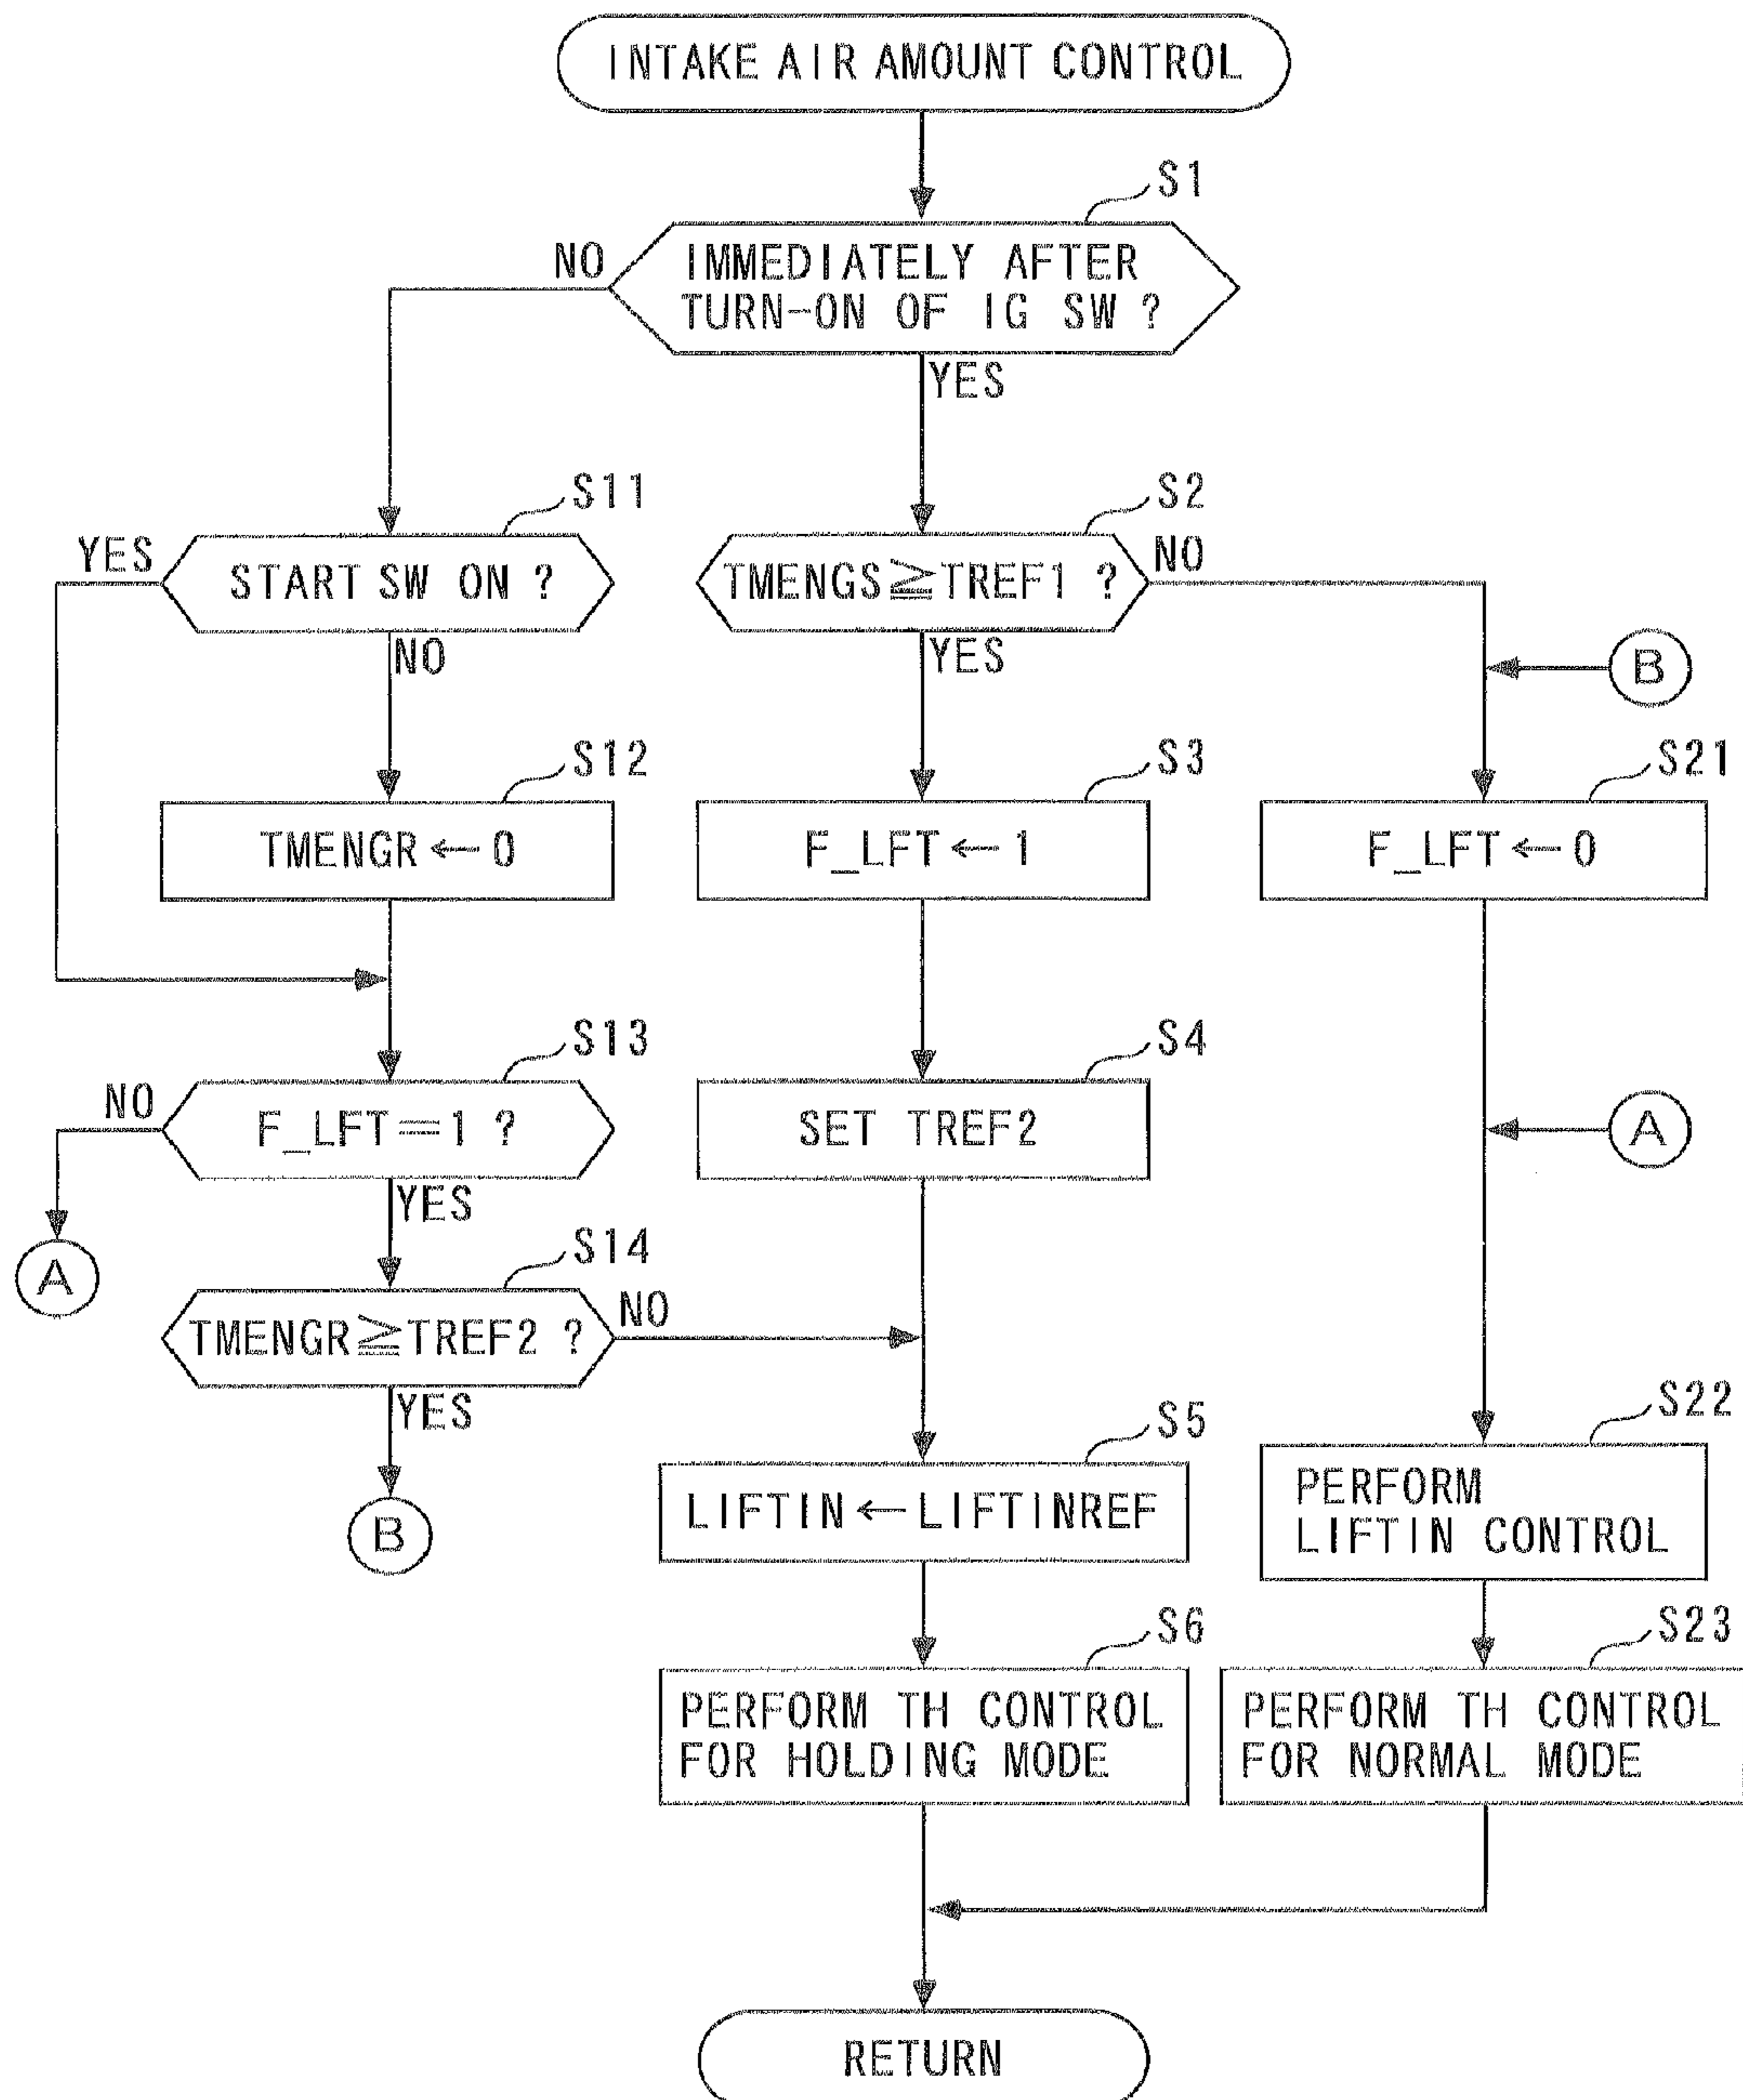 INTAKE AIR AMOUNT CONTROL
S1
IMMEDIATELY AFTER
TURN-ON OF IG SW ?
NO
YES
S11
START SW ON ?
YES
NO
S2
TMENGS≧TREF1 ?
NO
YES
B
S12
TMENGR←0
S3
F_LFT←1
S21
F_LFT←0
S13
F_LFT=1 ?
NO
YES
A
S4
SET TREF2
A
S14
TMENGR≧TREF2 ?
NO
YES
B
S5
LIFTIN←LIFTINREF
S22
PERFORM
LIFTIN CONTROL
S6
PERFORM TH CONTROL
FOR HOLDING MODE
S23
PERFORM TH CONTROL
FOR NORMAL MODE
RETURN